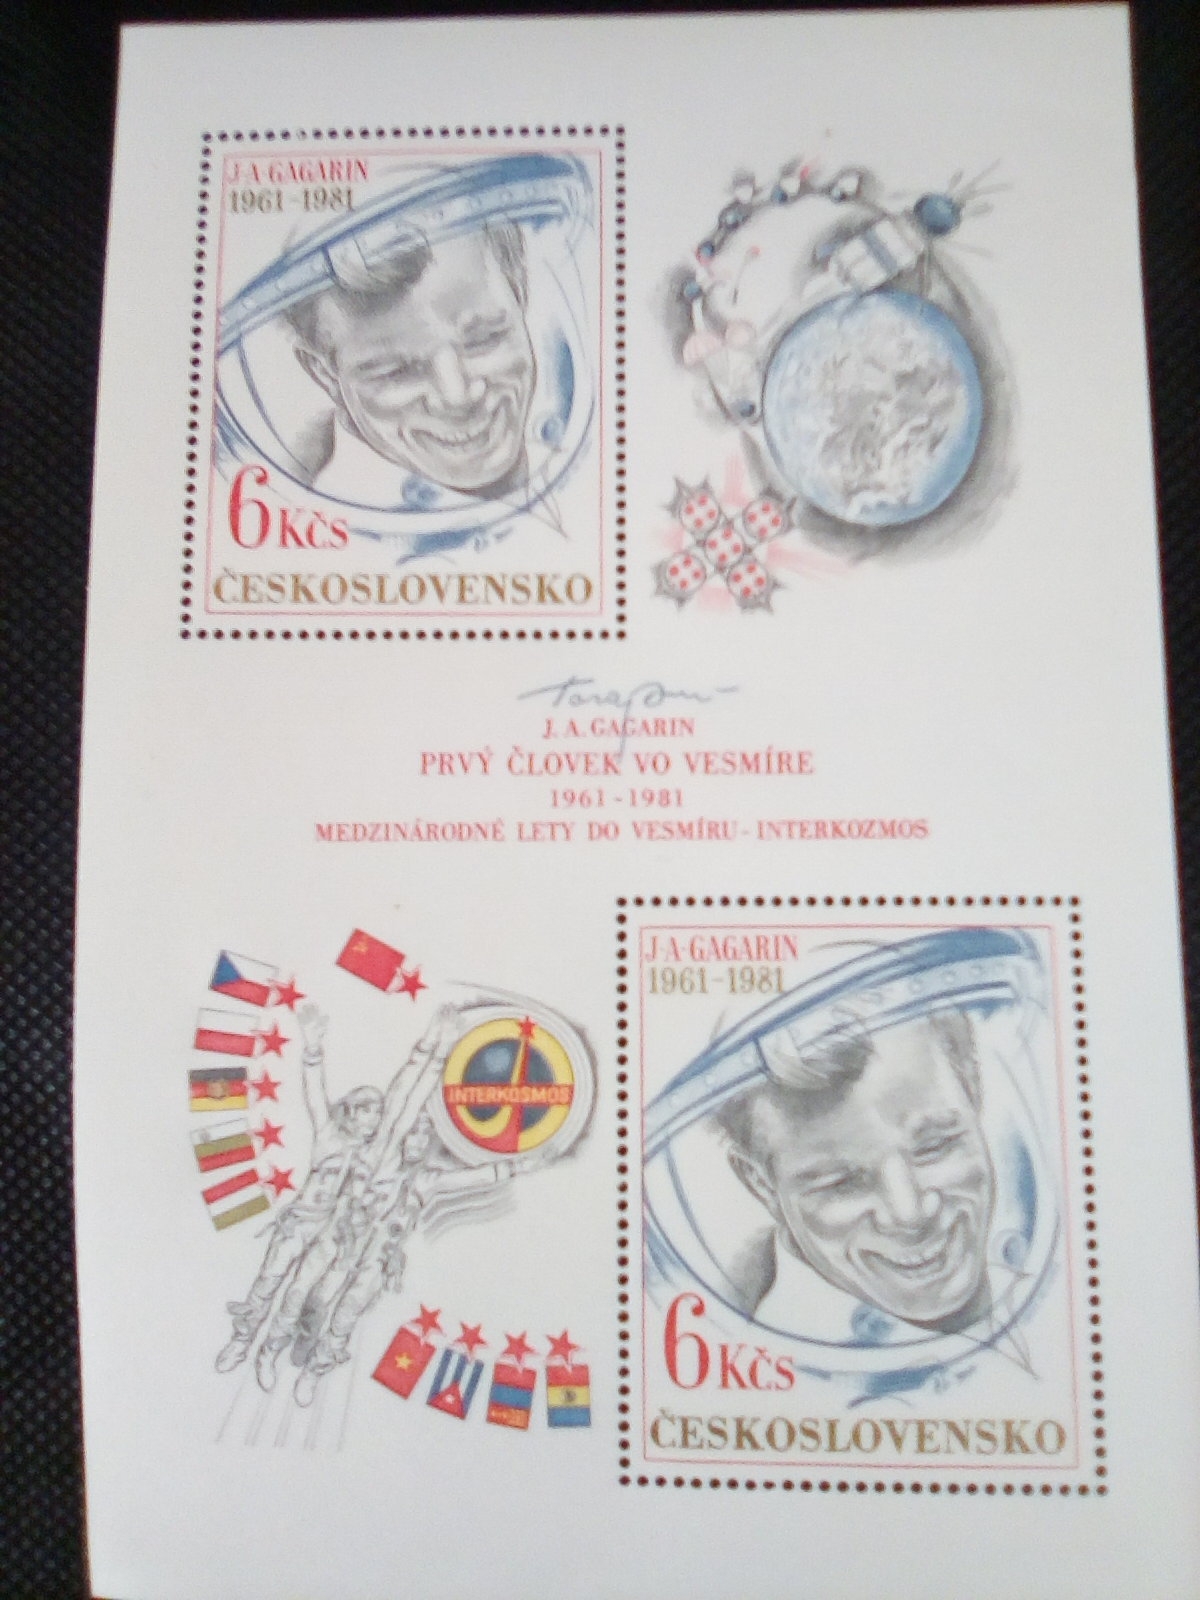 J·A·GAGARIN
1961-1981
6 Kčs
ČESKOSLOVENSKO
J. A. GAGARIN
PRVÝ ČLOVEK VO VESMÍRE
1961-1981
MEDZINÁRODNÉ LETY DO VESMÍRU-INTERKOZMOS
INTERKOSMOS
J·A·GAGARIN
1961-1981
6 Kčs
ČESKOSLOVENSKO